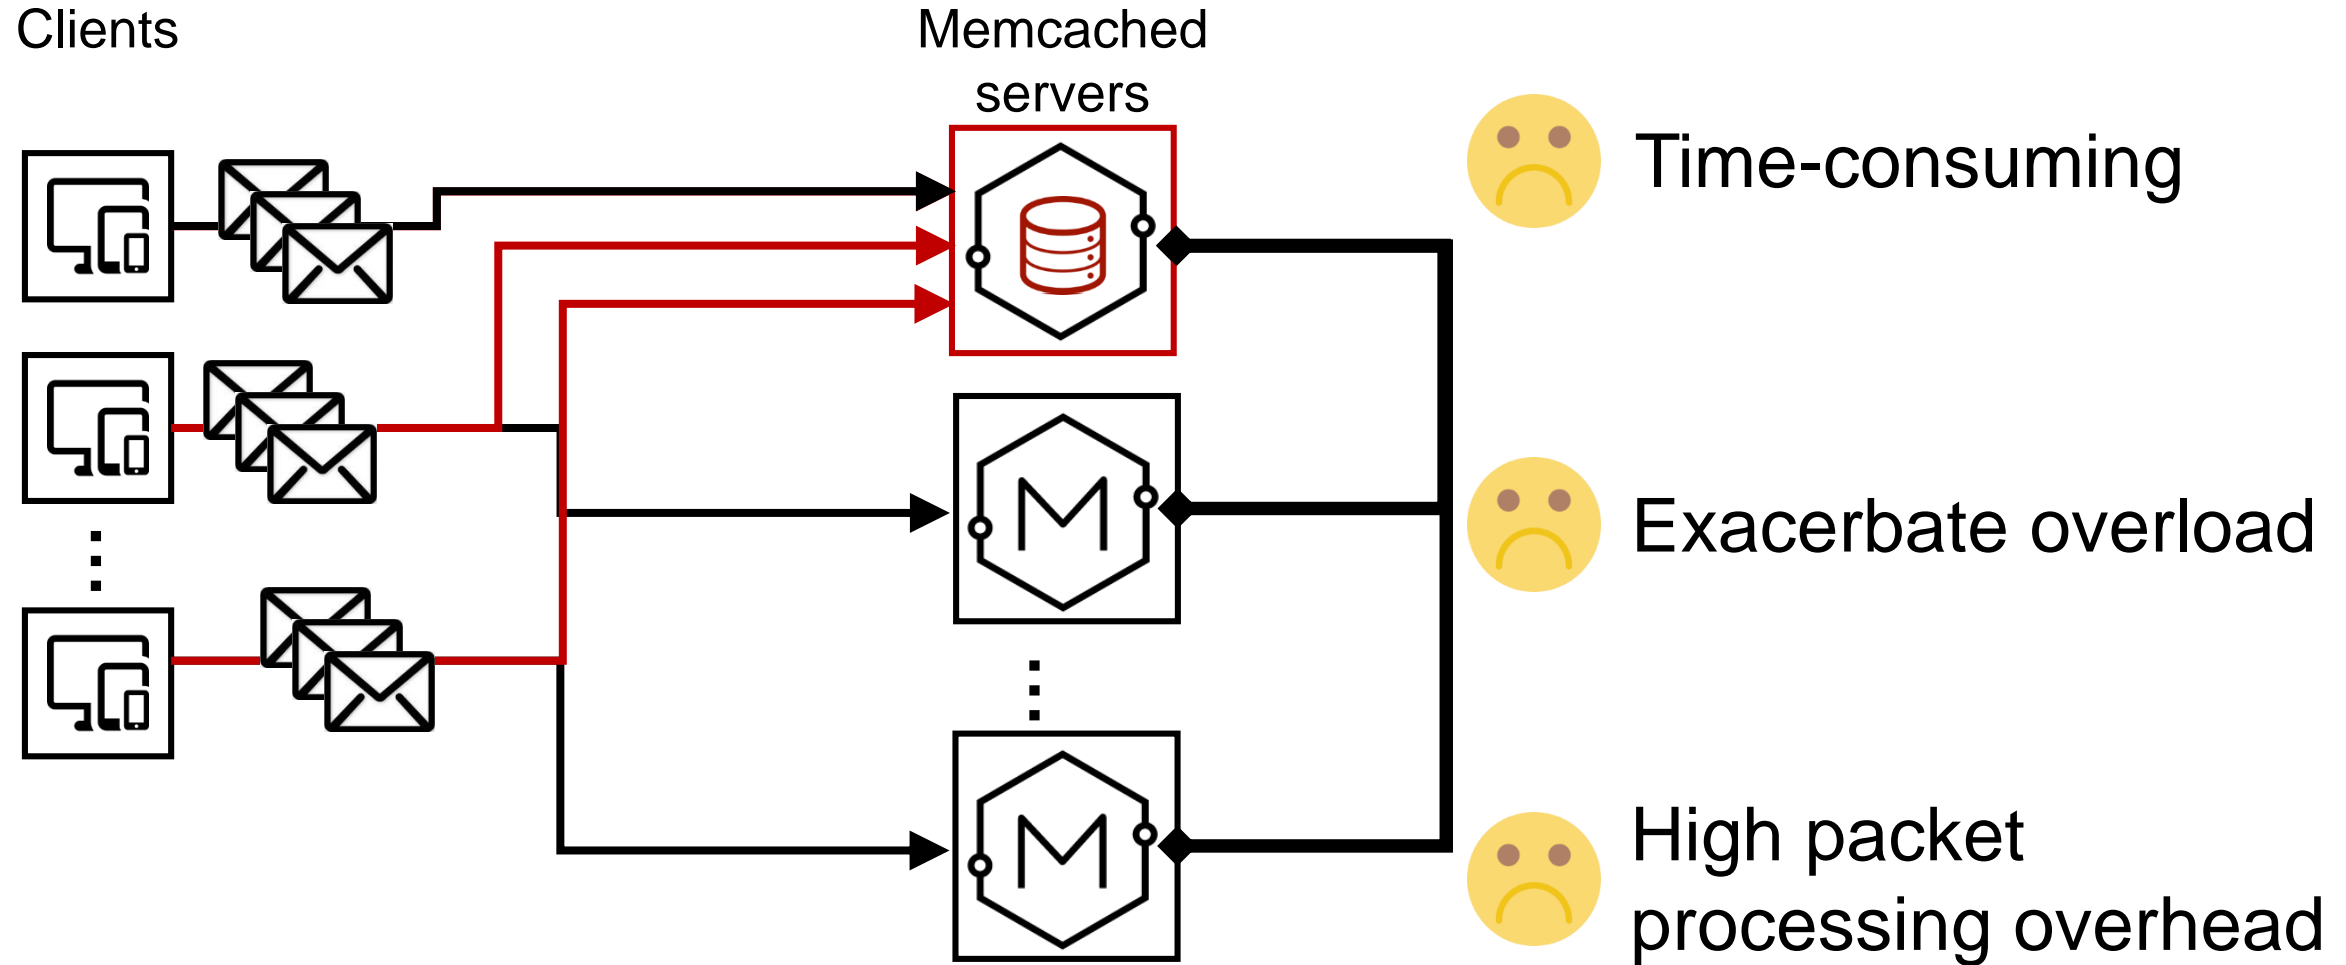 Clients
Memcached
servers
Time-consuming
Exacerbate overload
High packet
processing overhead
M
M